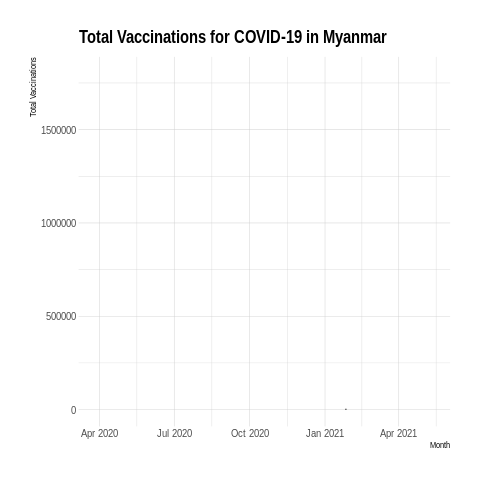 Total Vaccinations for COVID-19 in Myanmar
Total Vaccinations
1500000
1000000
500000
0
Apr 2020 Jul 2020 Oct 2020 Jan 2021 Apr 2021
Month